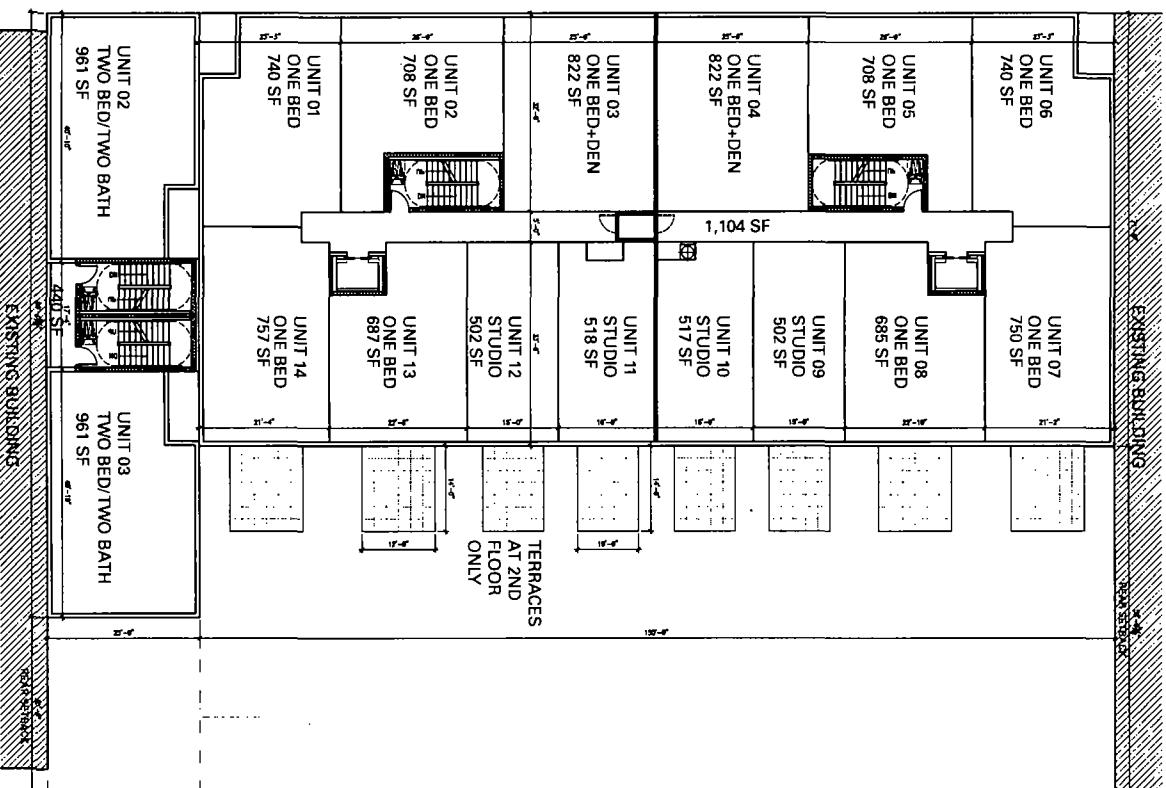 UNIT 02
TWO BED/TWO BATH
961 SF
UNIT 01
ONE BED
740 SF
UNIT 02
ONE BED
708 SF
UNIT 03
ONE BED+DEN
822 SF
UNIT 04
ONE BED+DEN
822 SF
UNIT 05
ONE BED
708 SF
UNIT 06
ONE BED
740 SF
1,104 SF
440 SF
EXISTING BUILDING
EXISTING BUILDING
UNIT 14
ONE BED
757 SF
UNIT 13
ONE BED
687 SF
UNIT 12
STUDIO
502 SF
UNIT 11
STUDIO
518 SF
UNIT 10
STUDIO
517 SF
UNIT 09
STUDIO
502 SF
UNIT 08
ONE BED
685 SF
UNIT 07
ONE BED
750 SF
UNIT 03
TWO BED/TWO BATH
961 SF
TERRACES
AT 2ND
FLOOR
ONLY
REAR SETBACK
REAR SETBACK